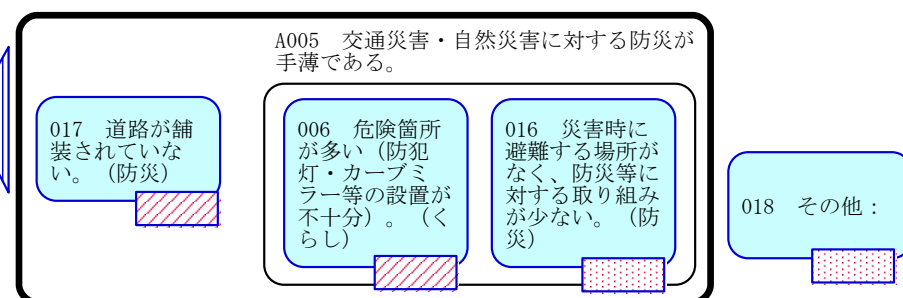 A005　交通災害・自然災害に対する防災が
手薄である。
017　道路が舗
装されていな
い。（防災）
006　危険箇所
が多い（防犯
灯・カーブミ
ラー等の設置が
不十分）。（く
らし）
016　災害時に
避難する場所が
なく、防災等に
対する取り組み
が少ない。（防
災）
018　その他：